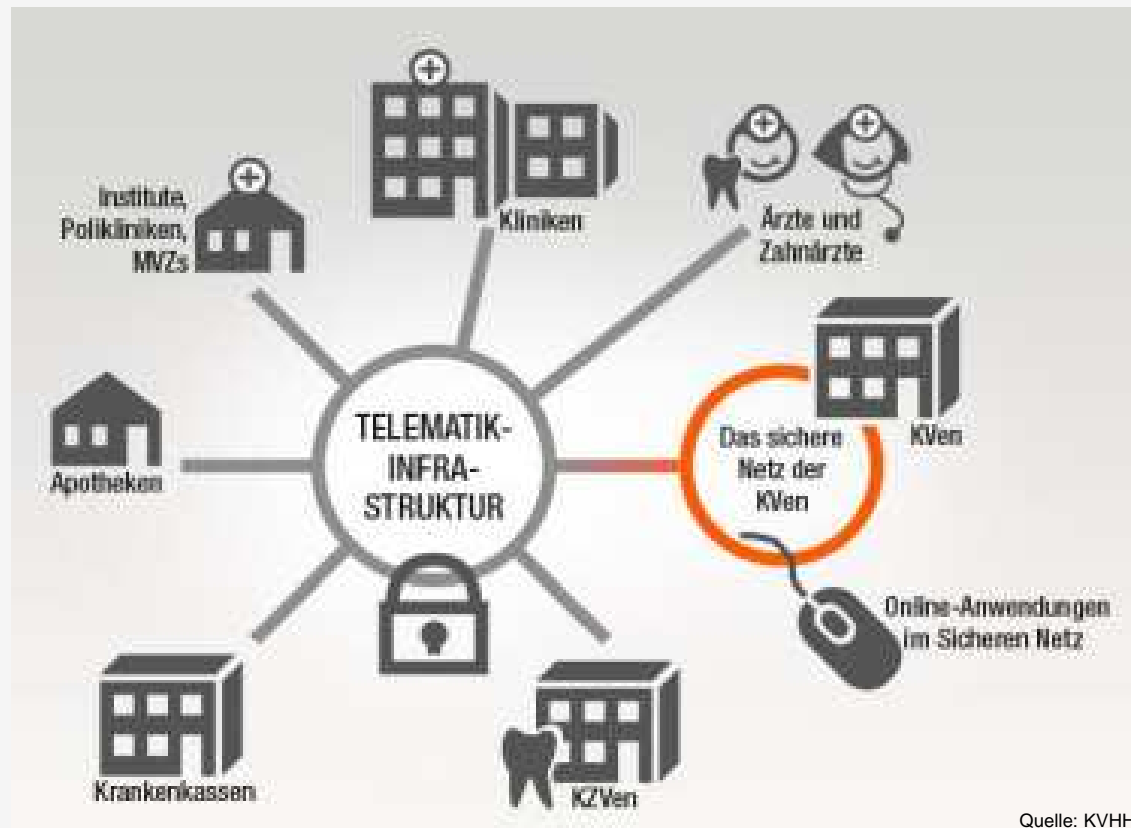 Kliniken
Institute,
Polikliniken,
MVZs
Ärzte und
Zahnärzte
TELEMATIK-
INFRA-
STRUKTUR
Das sichere
Netz der
KVen
KVen
Apotheken
Online-Anwendungen
im Sicheren Netz
Krankenkassen
KZVen
Quelle: KVHH